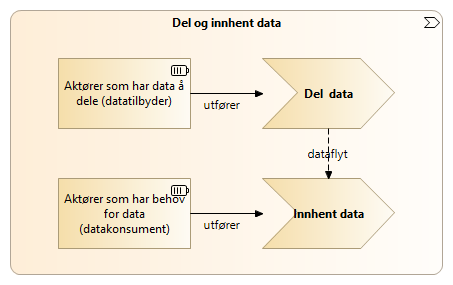 Del og innhent data
Aktører som har data å
dele (datatilbyder)
utfører
Del  data
dataflyt
Aktører som har behov
for data
(datakonsument)
utfører
Innhent data